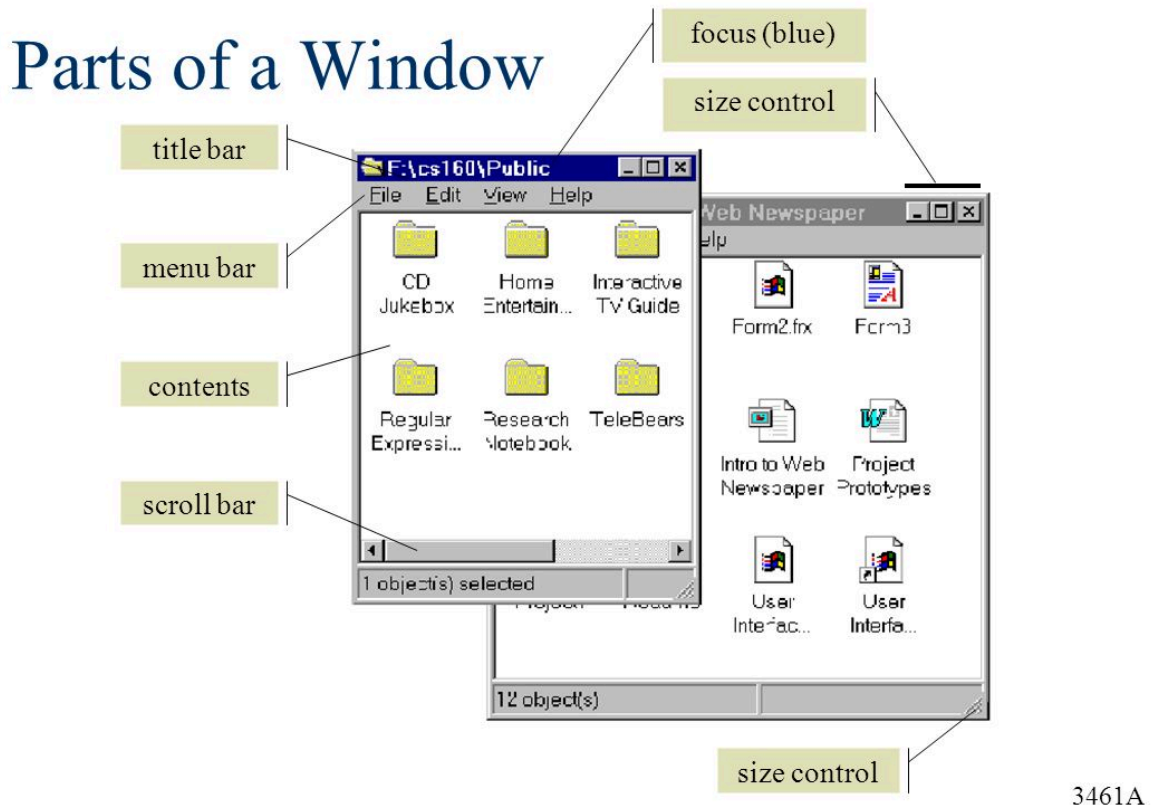 Parts of a Window
focus (blue)
size control
title bar
menu bar
contents
scroll bar
F:\cs160\Public
File Edit View Help
CD
Jukebox
Home
Entertain...
Interactive
TV Guide
Regular
Expressi...
Research
Notebook
TeleBears
1 object(s) selected
Web Newspaper
elp
Form2.frx
Form3
Intro to Web
Newspaper
Project
Prototypes
User
Interfac...
User
Interfa...
12 object(s)
size control
3461A